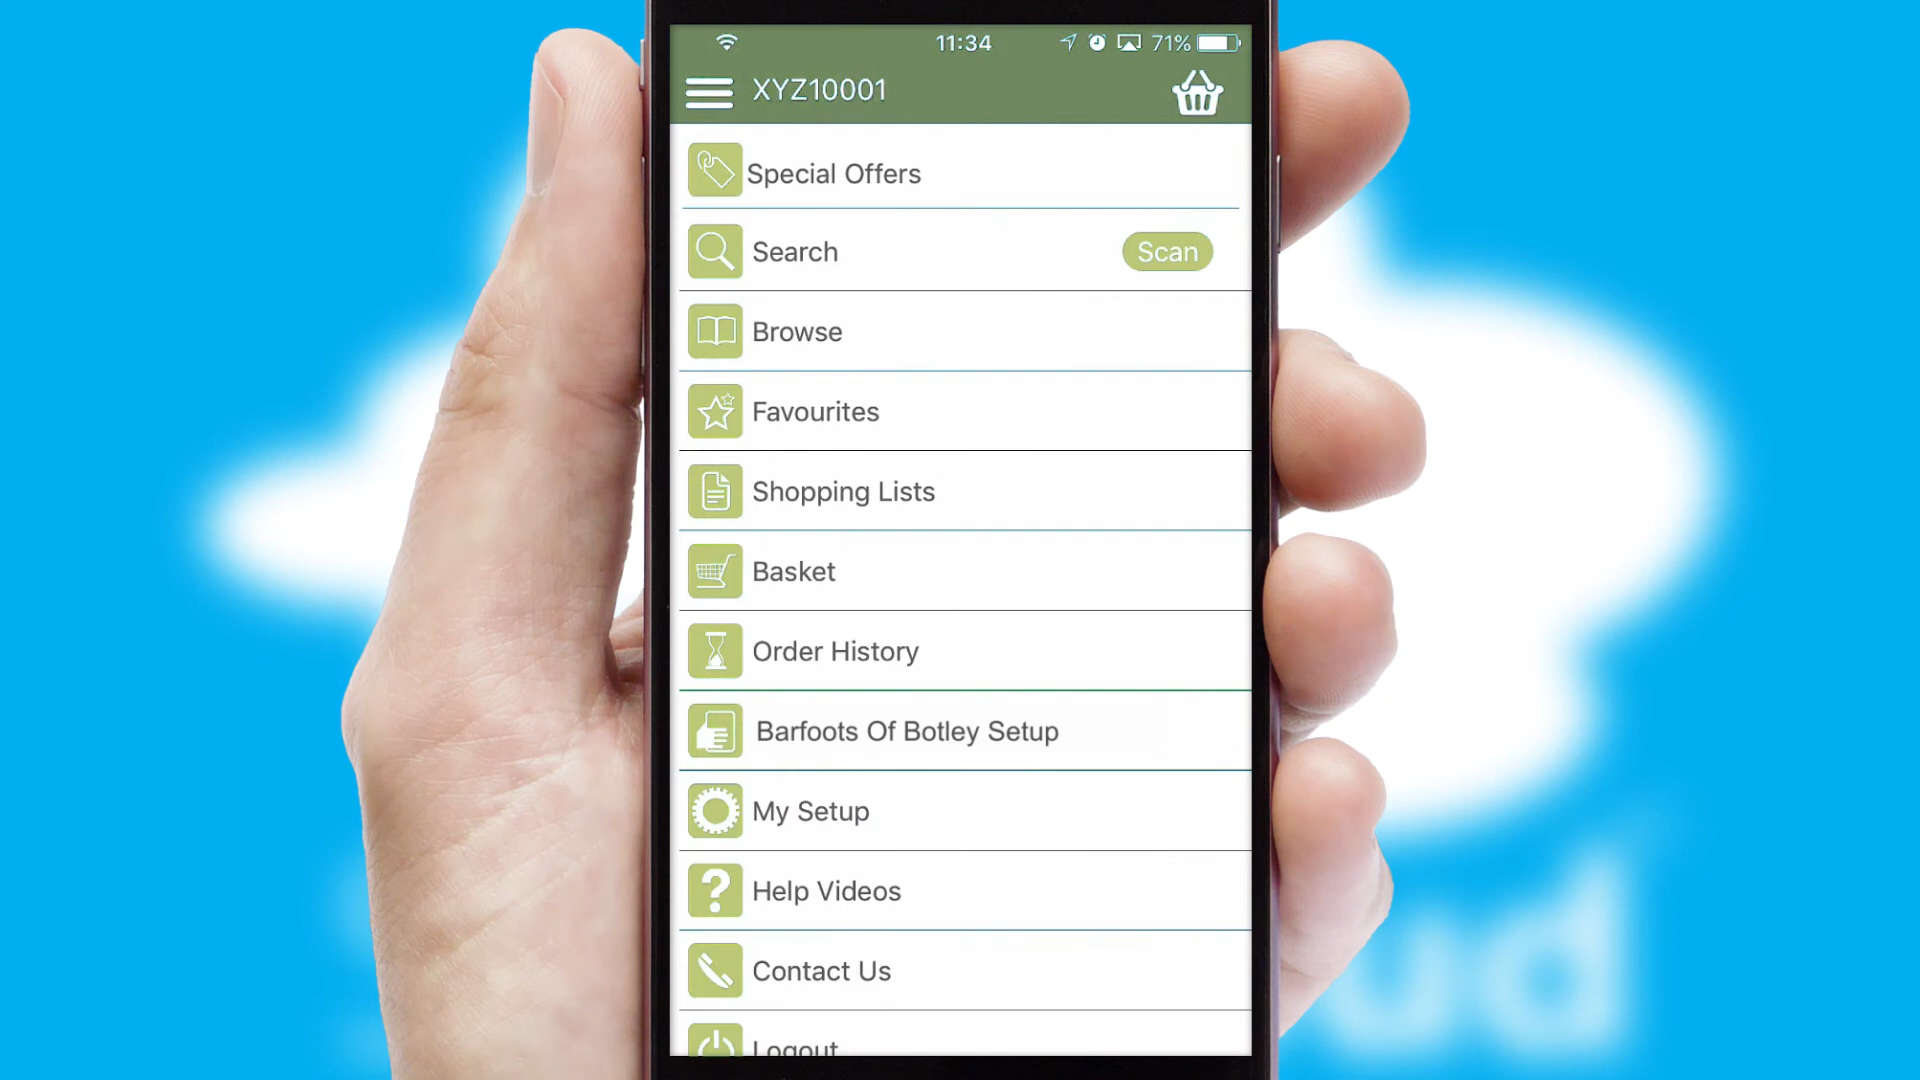 11:34
71%
XYZ10001
Special Offers
Search
Scan
Browse
Favourites
Shopping Lists
Basket
Order History
Barfoots Of Botley Setup
My Setup
Help Videos
Contact Us
Logout